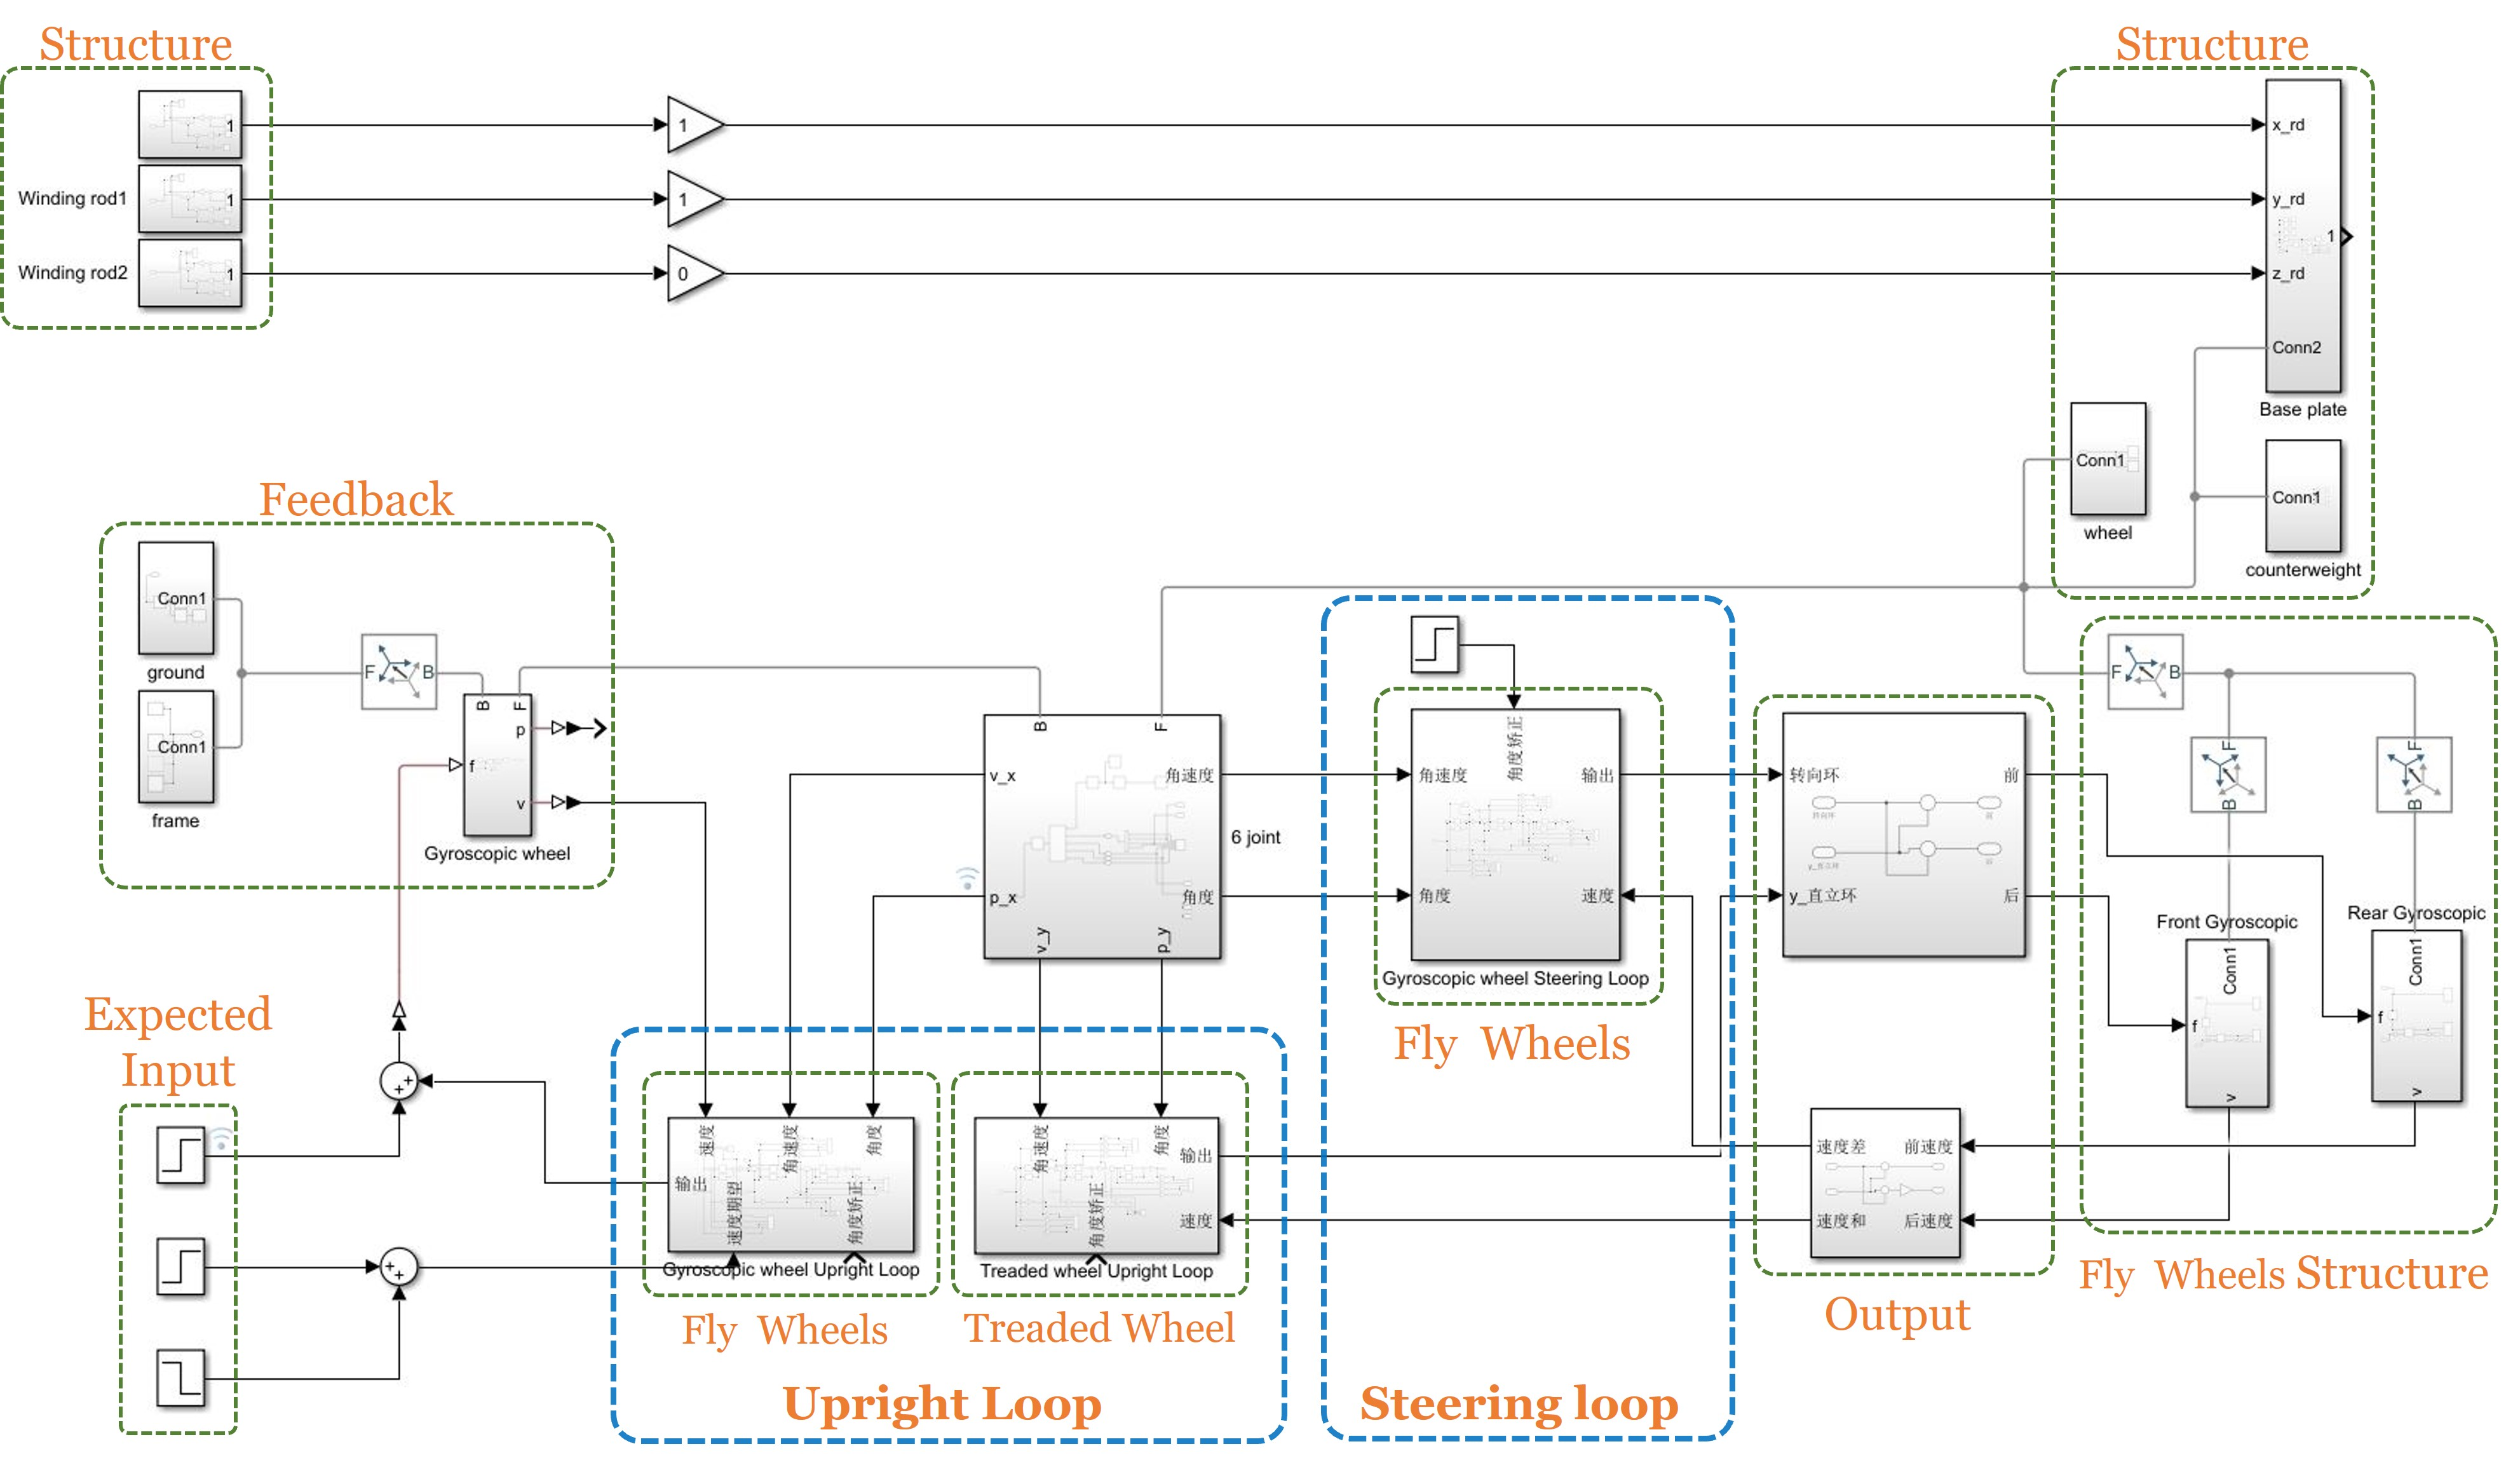 Structure
Structure
1
1
x_rd
Winding rod1
1
1
y_rd
1
Winding rod2
1
0
z_rd
Conn2
Base plate
Conn1
wheel
Conn1
counterweight
Feedback
Conn1
ground
F
B
B
F
p
f
v
Conn1
frame
Gyroscopic wheel
B
F
v_x
角速度
6 joint
p_x
角度
v_y
p_y
角度矫正
角速度
输出
角度
速度
Gyroscopic wheel Steering Loop
Fly Wheels
转向环
前
y_直立环
后
F
B
F
B
F
B
Front Gyroscopic
Rear Gyroscopic
Conn1
f
v
Conn1
f
v
Expected
Input
速度
角速度
角度
输出
速度期望
角度矫正
Gyroscopic wheel Upright Loop
角速度
角度
输出
角度矫正
速度
Treaded wheel Upright Loop
速度差
前速度
速度和
后速度
Fly Wheels
Treaded Wheel
Output
Fly Wheels Structure
Upright Loop
Steering loop